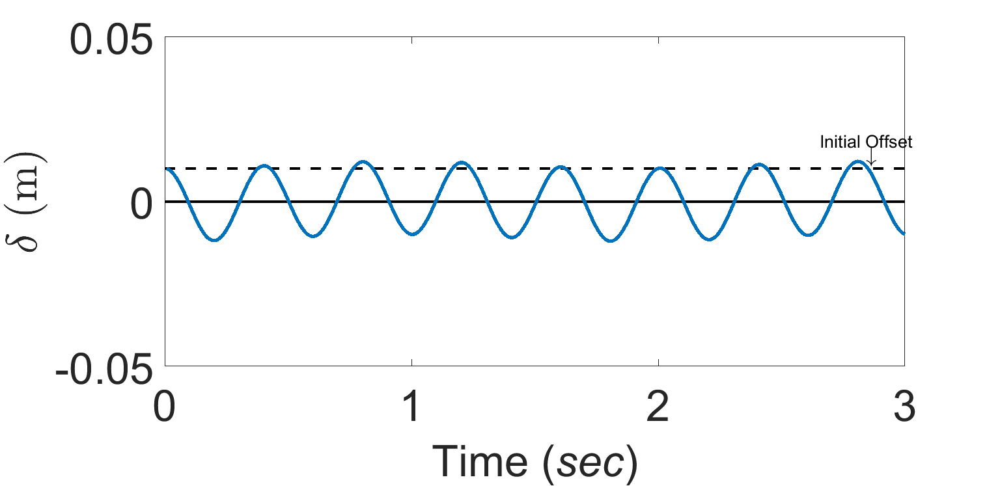 0.05
Initial Offset
0
-0.05
δ (m)
0 1 2 3
Time (sec)